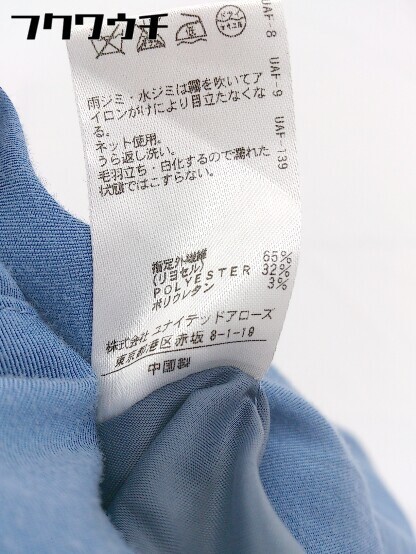 フクワウチ
UAF-8 UAF-9 UAF-139
雨ジミ・水ジミは霧を吹いてア
イロンがけにより目立たなくな
る。
ネット使用。
うら返し洗い。
毛羽立ち・白化するので濡れた
状態ではこすらない。
指定外繊維
(リヨセル) 65%
POLYESTER 32%
ポリウレタン 3%
株式会社 ユナイテッドアローズ
東京都港区赤坂 8-1-19
中国製